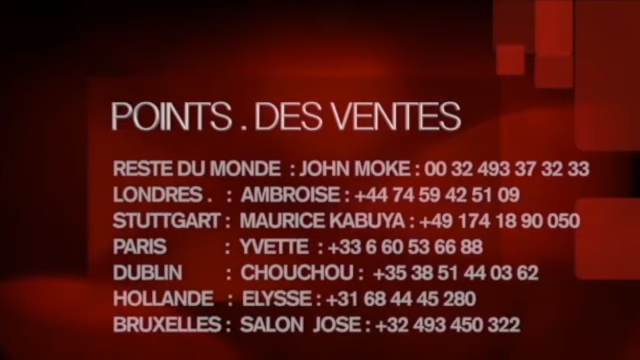 POINTS . DES VENTES
RESTE DU MONDE : JOHN MOKE : 00 32 493 37 32 33
LONDRES . : AMBROISE : +44 74 59 42 51 09
STUTTGART : MAURICE KABUYA : +49 174 18 90 050
PARIS : YVETTE : +33 6 60 53 66 88
DUBLIN : CHOUCHOU : +35 38 51 44 03 62
HOLLANDE : ELYSSE : +31 68 44 45 280
BRUXELLES : SALON JOSE : +32 493 450 322